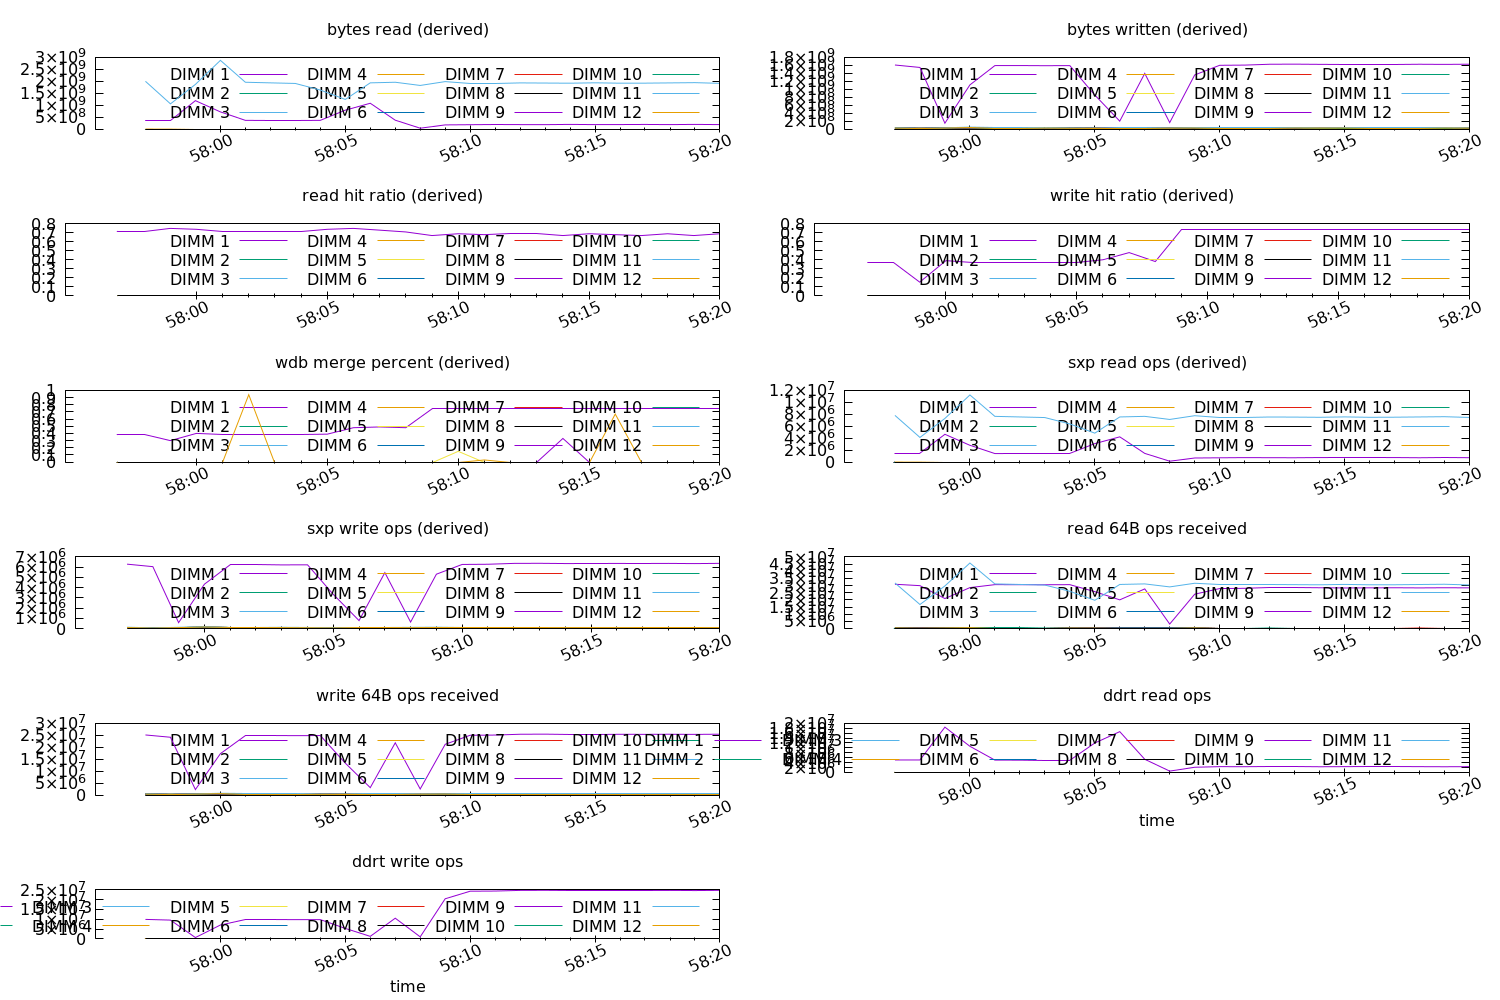 bytes read (derived)
3×10⁹
2.5×10⁹
2×10⁹
1.5×10⁹
1×10⁹
5×10⁸
0
DIMM 1 DIMM 4 DIMM 7 DIMM 10
DIMM 2 DIMM 5 DIMM 8 DIMM 11
DIMM 3 DIMM 6 DIMM 9 DIMM 12
58:00 58:05 58:10 58:15 58:20
bytes written (derived)
1.8×10⁹
1.6×10⁹
1.4×10⁹
1.2×10⁹
1×10⁹
8×10⁸
6×10⁸
4×10⁸
2×10⁸
0
DIMM 1 DIMM 4 DIMM 7 DIMM 10
DIMM 2 DIMM 5 DIMM 8 DIMM 11
DIMM 3 DIMM 6 DIMM 9 DIMM 12
58:00 58:05 58:10 58:15 58:20
read hit ratio (derived)
0.8
0.7
0.6
0.5
0.4
0.3
0.2
0.1
0
DIMM 1 DIMM 4 DIMM 7 DIMM 10
DIMM 2 DIMM 5 DIMM 8 DIMM 11
DIMM 3 DIMM 6 DIMM 9 DIMM 12
58:00 58:05 58:10 58:15 58:20
write hit ratio (derived)
0.8
0.7
0.6
0.5
0.4
0.3
0.2
0.1
0
DIMM 1 DIMM 4 DIMM 7 DIMM 10
DIMM 2 DIMM 5 DIMM 8 DIMM 11
DIMM 3 DIMM 6 DIMM 9 DIMM 12
58:00 58:05 58:10 58:15 58:20
wdb merge percent (derived)
1
0.9
0.1
0
DIMM 1 DIMM 4 DIMM 7 DIMM 10
DIMM 2 DIMM 5 DIMM 8 DIMM 11
DIMM 3 DIMM 6 DIMM 9 DIMM 12
58:00 58:05 58:10 58:15 58:20
sxp read ops (derived)
1.2×10⁷
1×10⁷
8×10⁶
6×10⁶
4×10⁶
2×10⁶
0
DIMM 1 DIMM 4 DIMM 7 DIMM 10
DIMM 2 DIMM 5 DIMM 8 DIMM 11
DIMM 3 DIMM 6 DIMM 9 DIMM 12
58:00 58:05 58:10 58:15 58:20
sxp write ops (derived)
7×10⁶
6×10⁶
5×10⁶
4×10⁶
3×10⁶
2×10⁶
1×10⁶
0
DIMM 1 DIMM 4 DIMM 7 DIMM 10
DIMM 2 DIMM 5 DIMM 8 DIMM 11
DIMM 3 DIMM 6 DIMM 9 DIMM 12
58:00 58:05 58:10 58:15 58:20
read 64B ops received
5×10⁷
4.5×10⁷
1.5×10⁷
5×10⁶
0
DIMM 1 DIMM 4 DIMM 7 DIMM 10
DIMM 2 DIMM 5 DIMM 8 DIMM 11
DIMM 3 DIMM 6 DIMM 9 DIMM 12
58:00 58:05 58:10 58:15 58:20
write 64B ops received
3×10⁷
2.5×10⁷
2×10⁷
1.5×10⁷
1×10⁷
5×10⁶
0
DIMM 1 DIMM 4 DIMM 7 DIMM 10
DIMM 2 DIMM 5 DIMM 8 DIMM 11
DIMM 3 DIMM 6 DIMM 9 DIMM 12
58:00 58:05 58:10 58:15 58:20
ddrt read ops
2×10⁷
0
DIMM 1 DIMM 3 DIMM 5 DIMM 7 DIMM 9 DIMM 11
DIMM 2 DIMM 4 DIMM 6 DIMM 8 DIMM 10 DIMM 12
58:00 58:05 58:10 58:15 58:20
time
ddrt write ops
2.5×10⁷
2×10⁷
1.5×10⁷
1×10⁷
5×10⁶
0
DIMM 3 DIMM 5 DIMM 7 DIMM 9 DIMM 11
DIMM 4 DIMM 6 DIMM 8 DIMM 10 DIMM 12
58:00 58:05 58:10 58:15 58:20
time